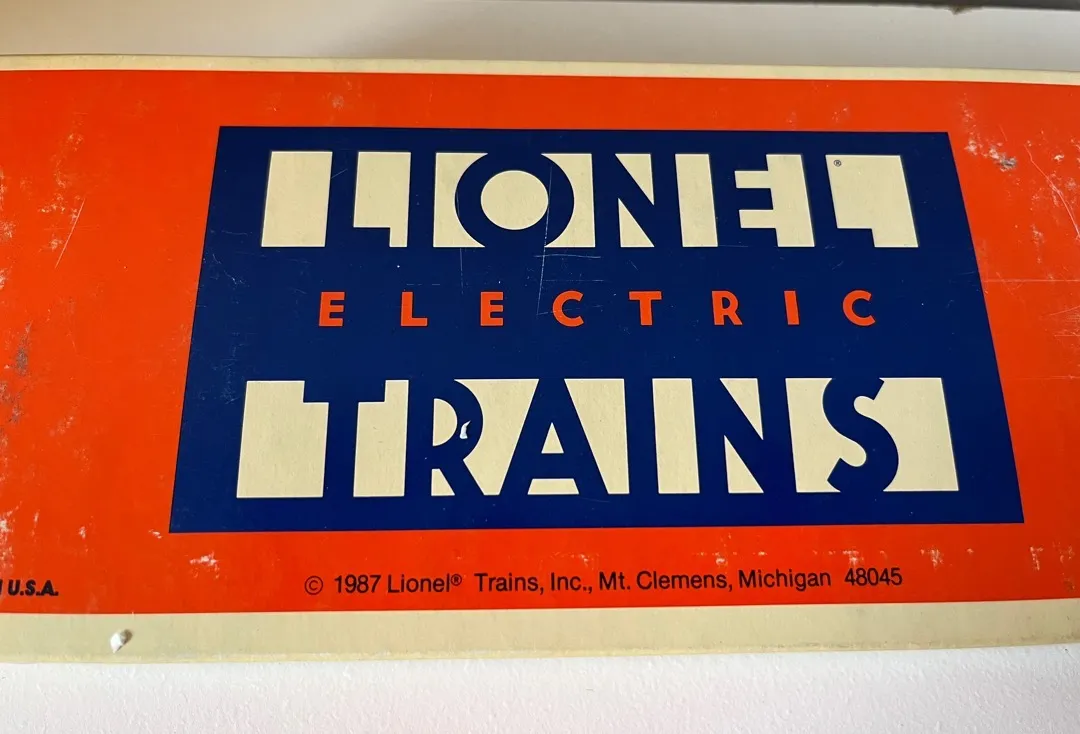 LIONEL®
ELECTRIC
TRAINS
U.S.A.
© 1987 Lionel® Trains, Inc., Mt. Clemens, Michigan 48045